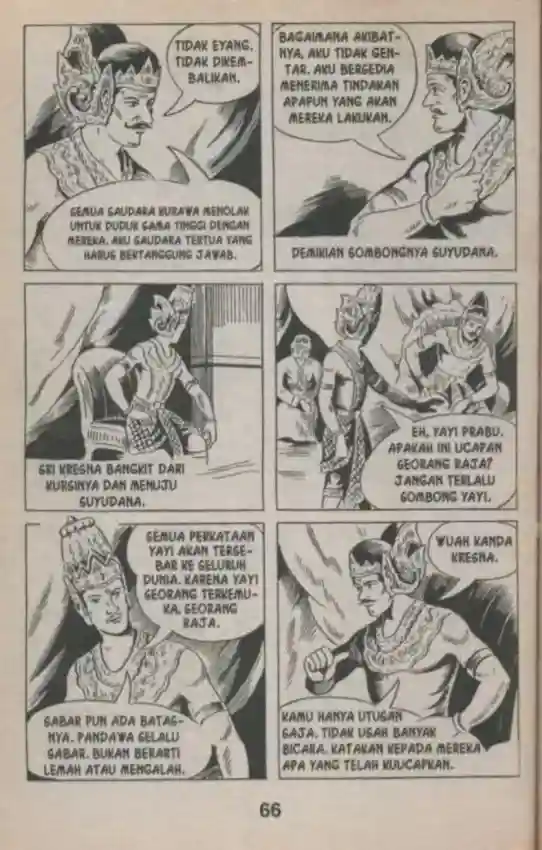 TIDAK EYANG.
TIDAK DIKEM-
BALIKAN.
SEMUA SAUDARA KURAWA MENOLAK
UNTUK DUDUK SAMA TINGGI DENGAN
MEREKA. AKU SAUDARA TERTUA YANG
HARUS BERTANGGUNG JAWAB.
BAGAIMANA AKIBAT-
NYA, AKU TIDAK GEN-
TAR. AKU BERSEDIA
MENERIMA TINDAKAN
APAPUN YANG AKAN
MEREKA LAKUKAN.
DEMIKIAN SOMBONGNYA SUYUDANA.
SRI KRESNA BANGKIT DARI
KURSINYA DAN MENUJU
SUYUDANA.
EH, YAYI PRABU.
APAKAH INI UCAPAN
SEORANG RAJA?
JANGAN TERLALU
SOMBONG YAYI.
SEMUA PERKATAAN
YAYI AKAN TERSE-
BAR KE SELURUH
DUNIA. KARENA YAYI
SEORANG TERKEMU-
KA. SEORANG
RAJA.
SABAR PUN ADA BATAS-
NYA. PANDAWA SELALU
SABAR. BUKAN BERARTI
LEMAH ATAU MENGALAH.
WUAH KANDA
KRESNA.
KAMU HANYA UTUSAN
SAJA. TIDAK USAH BANYAK
BICARA. KATAKAN KEPADA MEREKA
APA YANG TELAH KUUCAPKAN.
66